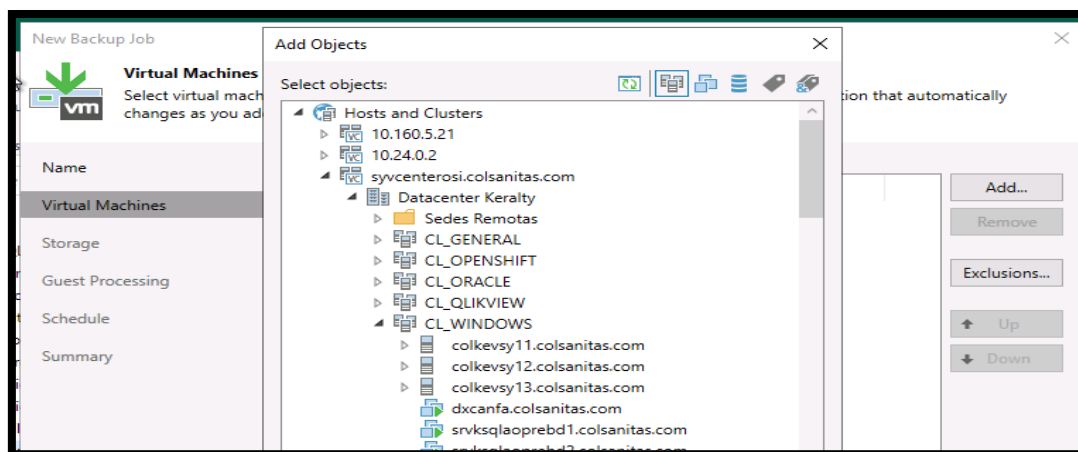 New Backup Job
Virtual Machines
Select virtual mach
changes as you ad
tion that automatically
Name
Virtual Machines
Storage
Guest Processing
Schedule
Summary
Add Objects
Select objects:
Hosts and Clusters
10.160.5.21
10.24.0.2
syvcenterosi.colsanitas.com
Datacenter Keralty
Sedes Remotas
CL_GENERAL
CL_OPENSHIFT
CL_ORACLE
CL_QLIKVIEW
CL_WINDOWS
colkevsy11.colsanitas.com
colkevsy12.colsanitas.com
colkevsy13.colsanitas.com
dxcanfa.colsanitas.com
srvksqlaoprebd1.colsanitas.com
Add...
Remove
Exclusions...
Up
Down